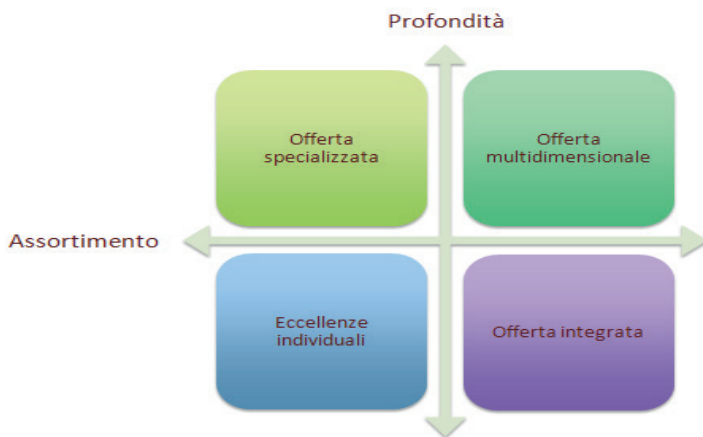 Profondità
Offerta
specializzata
Offerta
multidimensionale
Assortimento
Eccellenze
individuali
Offerta integrata